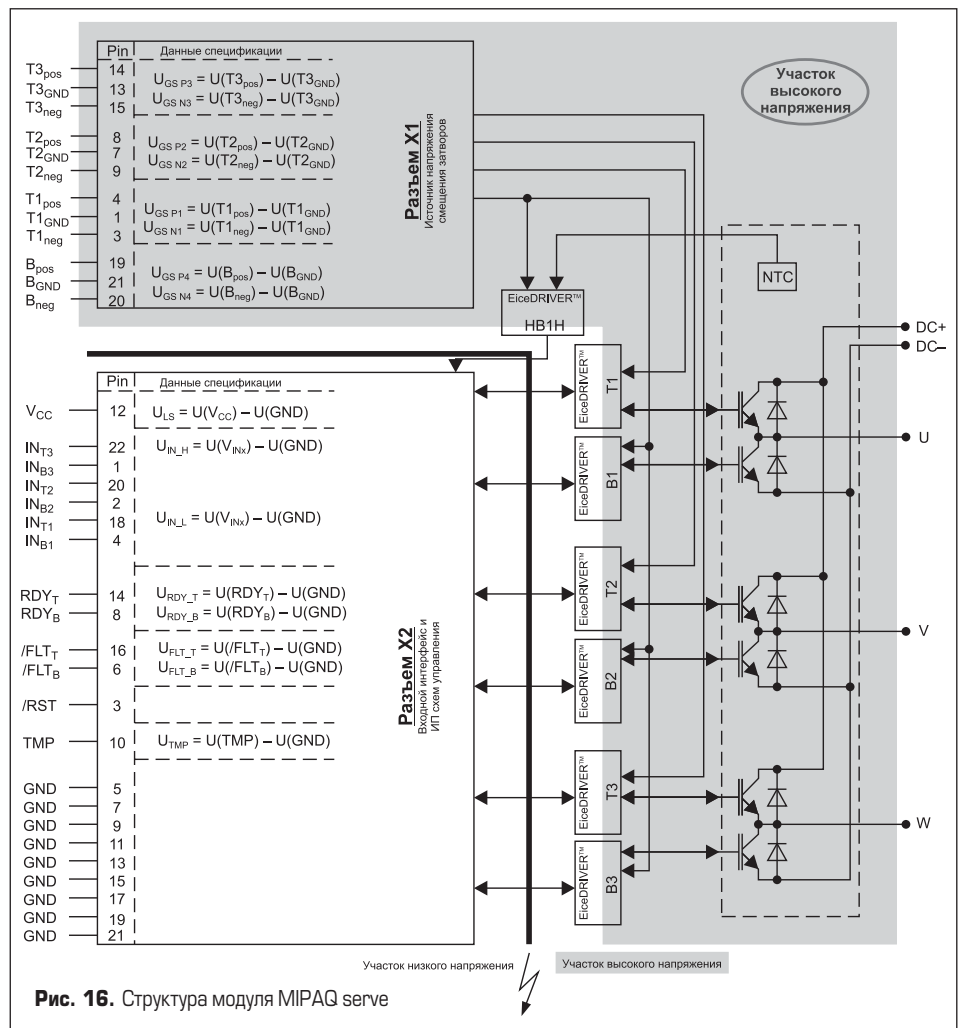 Pin Данные спецификации
T3pos 14
T3GND 13
T3neg 15
UGS P3 = U(T3pos) – U(T3GND)
UGS N3 = U(T3neg) – U(T3GND)
T2pos 8
T2GND 7
T2neg 9
UGS P2 = U(T2pos) – U(T2GND)
UGS N2 = U(T2neg) – U(T2GND)
T1pos 4
T1GND 1
T1neg 3
UGS P1 = U(T1pos) – U(T1GND)
UGS N1 = U(T1neg) – U(T1GND)
Bpos 19
BGND 21
Bneg 20
UGS P4 = U(Bpos) – U(BGND)
UGS N4 = U(Bneg) – U(BGND)
Разъем X1
Источник напряжения
смещения затворов
Участок
высокого
напряжения
NTC
EiceDRIVER™
HB1H
DC+
DC–
Pin Данные спецификации
VCC 12 ULS = U(VCC) – U(GND)
INT3 22 UIN_H = U(VINx) – U(GND)
INB3 1
INT2 20
INB2 2
INT1 18 UIN_L = U(VINx) – U(GND)
INB1 4
RDYT 14 URDY_T = U(RDYT) – U(GND)
RDYB 8 URDY_B = U(RDYB) – U(GND)
/FLTT 16 UFLT_T = U(/FLTT) – U(GND)
/FLTB 6 UFLT_B = U(/FLTB) – U(GND)
/RST 3
TMP 10 UTMP = U(TMP) – U(GND)
GND 5
GND 7
GND 9
GND 11
GND 13
GND 15
GND 17
GND 19
GND 21
Разъем X2
Входной интерфейс и
ИП схем управления
EiceDRIVER™
T1
EiceDRIVER™
B1
EiceDRIVER™
T2
EiceDRIVER™
B2
EiceDRIVER™
T3
EiceDRIVER™
B3
U
V
W
Участок низкого напряжения
Участок высокого напряжения
Рис. 16. Структура модуля MIPAQ serve